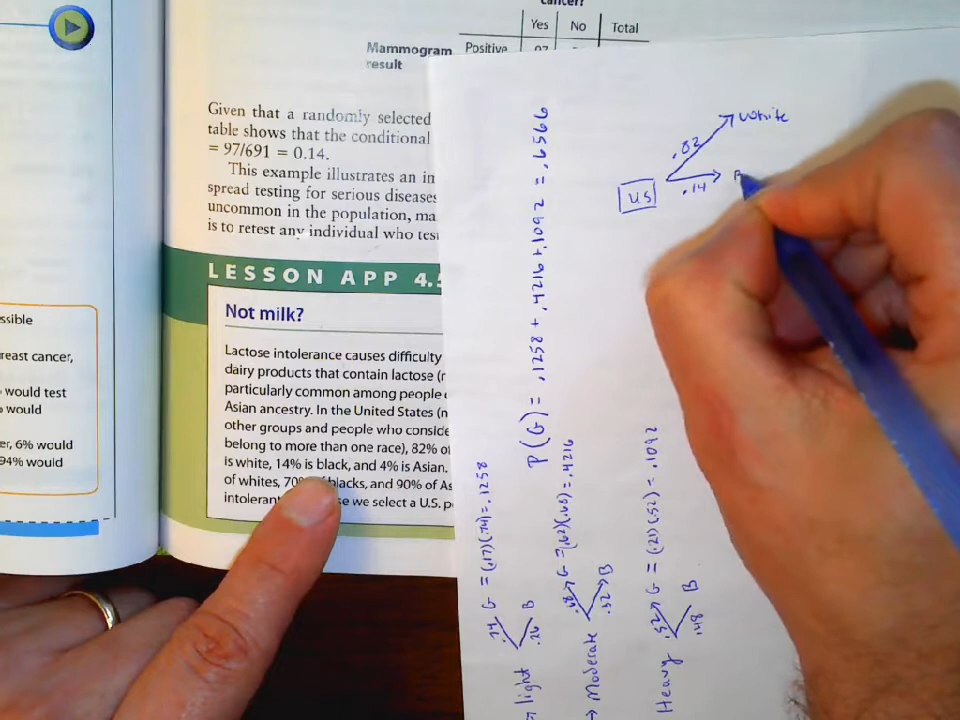 cancer?
Yes No Total
Mammogram Positive
result
Given that a randomly selected
table shows that the conditional
= 97/691 = 0.14.
This example illustrates an im
spread testing for serious diseases
uncommon in the population, ma
is to retest any individual who test
LESSON APP 4.
Not milk?
Lactose intolerance causes difficulty
dairy products that contain lactose (
particularly common among people
Asian ancestry. In the United States (
other groups and people who conside
belong to more than one race), 82% o
is white, 14% is black, and 4% is Asian.
of whites, 70% blacks, and 90% of As
intoleran we select a U.S. p
ssible
reast cancer,
would test
would
er, 6% would
94% would
US
.82 White
.14 B
P(G) = .1258 + .4216 + .1092 = .6566
light
.74 G = (.17)(.74) = .1258
.26 B
Moderate
.68 G = (.62)(.68) = .4216
.32 B
Heavy
.52 G = (.21)(.52) = .1092
.48 B